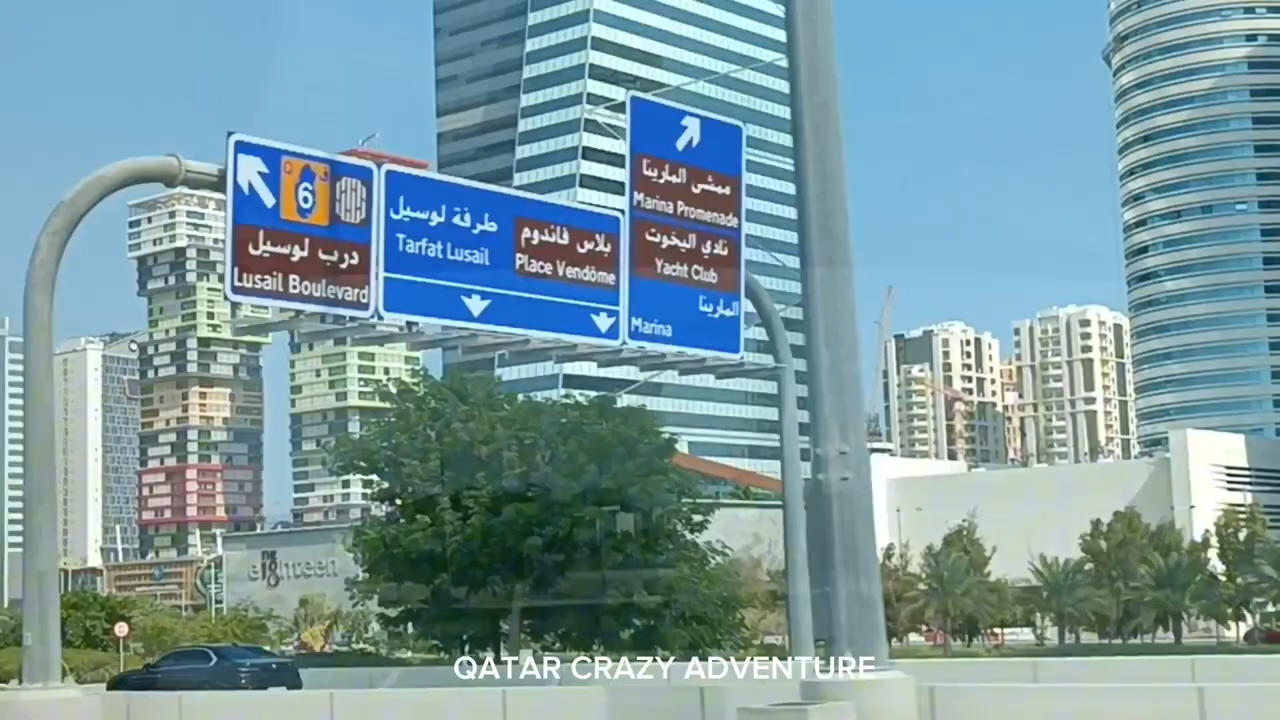 6
درب لوسيل
Lusail Boulevard
طرفة لوسيل
Tarfat Lusail
بلاس فاندوم
Place Vendôme
ممشى المارينا
Marina Promenade
نادي اليخوت
Yacht Club
المارينا
Marina
eighteen
QATAR CRAZY ADVENTURE